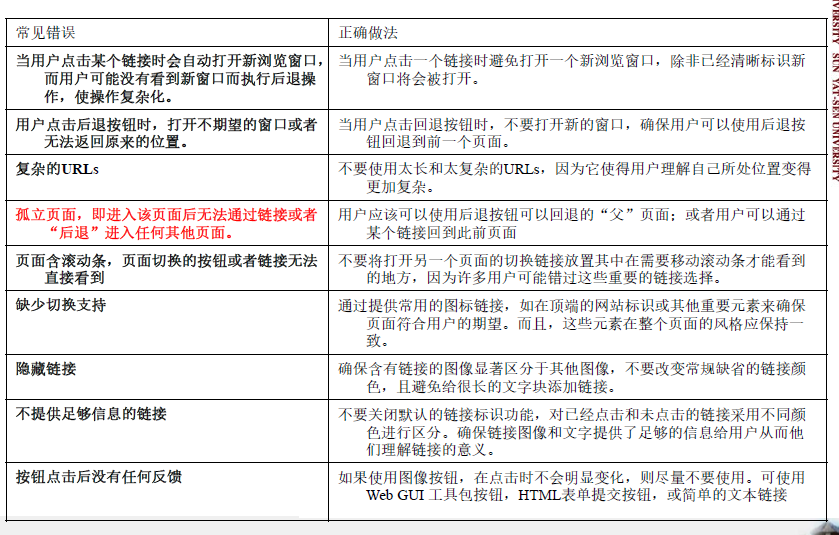 常见错误
正确做法
当用户点击某个链接时会自动打开新浏览窗口，
而用户可能没有看到新窗口而执行后退操
作，使操作复杂化。
当用户点击一个链接时避免打开一个新浏览窗口，除非已经清晰标识新
窗口将会被打开。
用户点击后退按钮时，打开不期望的窗口或者
无法返回原来的位置。
当用户点击回退按钮时，不要打开新的窗口，确保用户可以使用后退按
钮回退到前一个页面。
复杂的URLs
不要使用太长和太复杂的URLs，因为它使得用户理解自己所处位置变得
更加复杂。
孤立页面，即进入该页面后无法通过链接或者
“后退”进入任何其他页面。
用户应该可以使用后退按钮可以回退的“父”页面；或者用户可以通过
某个链接回到此前页面
页面含滚动条，页面切换的按钮或者链接无法
直接看到
不要将打开另一个页面的切换链接放置其中在需要移动滚动条才能看到
的地方，因为许多用户可能错过这些重要的链接选择。
缺少切换支持
通过提供常用的图标链接，如在顶端的网站标识或其他重要元素来确保
页面符合用户的期望。而且，这些元素在整个页面的风格应保持一
致。
隐藏链接
确保含有链接的图像显著区分于其他图像，不要改变常规缺省的链接颜
色，且避免给很长的文字块添加链接。
不提供足够信息的链接
不要关闭默认的链接标识功能，对已经点击和未点击的链接采用不同颜
色进行区分。确保链接图像和文字提供了足够的信息给用户从而他
们理解链接的意义。
按钮点击后没有任何反馈
如果使用图像按钮，在点击时不会明显变化，则尽量不要使用。可使用
Web GUI 工具包按钮，HTML表单提交按钮，或简单的文本链接
SUN YAT-SEN UNIVERSITY